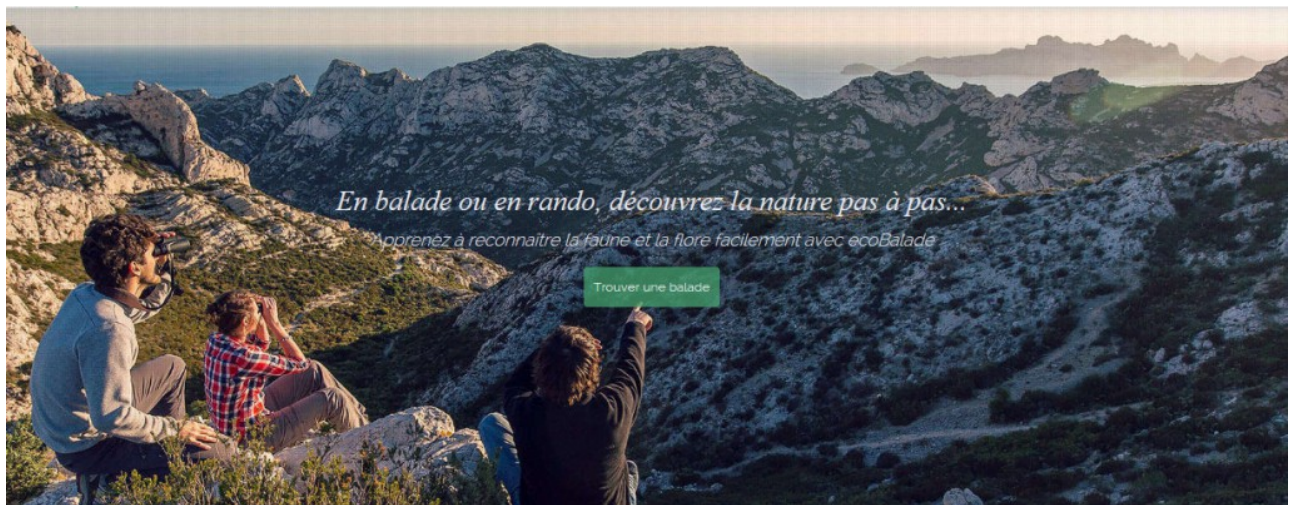 En balade ou en rando, découvrez la nature pas à pas...
Apprenez à reconnaître la faune et la flore facilement avec ecoBalade
Trouver une balade